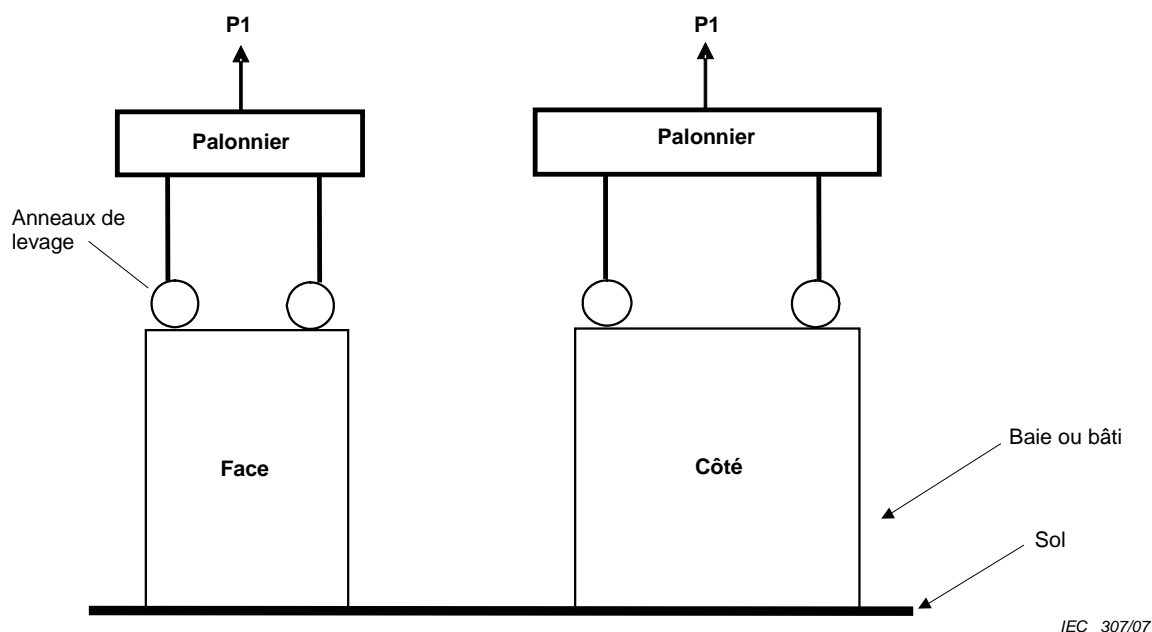 P1
P1
Palonnier
Palonnier
Anneaux de
levage
Face
Côté
Baie ou bâti
Sol
IEC 307/07